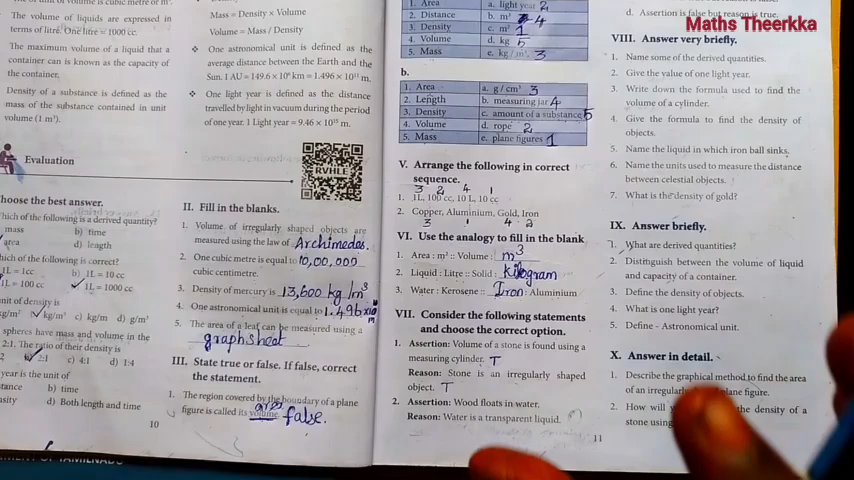 Maths Theerkka
The volume of liquids are expressed in
terms of litre. One litre = 1000 cc
The maximum volume of a liquid that a
container can is known as the capacity of
the container.
Density of a substance is defined as the
mass of the substance contained in unit
volume (1 m³)
Evaluation
Mass = Density × Volume
Volume = Mass / Density
One astronomical unit is defined as the
average distance between the Earth and the
Sun. 1 AU = 149.6 × 10⁶ km = 1.496 × 10¹¹ m.
One light year is defined as the distance
travelled by light in vacuum during the period
of one year. 1 Light year = 9.46 × 10¹⁵ m.
RVHLE
hoose the best answer.
hich of the following is a derived quantity?
mass b) time
area d) length
hich of the following is correct?
1L = 1cc b) 1L = 10 cc
1L = 100 cc 1L = 1000 cc
unit of density is
kg/m² kg/m³ c) kg/m d) g/m³
spheres have mass and volume in the
2:1. The ratio of their density is
2:1 c) 4:1 d) 1:4
year is the unit of
tance b) time
sity d) Both length and time
10
II. Fill in the blanks.
1. Volume of irregularly shaped objects are
measured using the law of Archimedes.
2. One cubic metre is equal to 10,00,000
cubic centimetre.
3. Density of mercury is 13,600 kg/m³
4. One astronomical unit is equal to 1.496×10¹¹ m
5. The area of a leaf can be measured using a
graph sheet
III. State true or false. If false, correct
the statement.
1. The region covered by the boundary of a plane
area
figure is called its volume. false.
1. Area a. light year 2
2. Distance b. m³ 4
3. Density c. m² 1
4. Volume d. kg 5
5. Mass e. kg / m³. 3
b.
1. Area a. g / cm³ 3
2. Length b. measuring jar 4
3. Density c. amount of a substance 5
4. Volume d. rope 2
5. Mass e. plane figures 1
V. Arrange the following in correct
sequence.
3 2 4 1
1. 1L, 100 cc, 10 L, 10 cc
2. Copper, Aluminium, Gold, Iron
3 1 4 2
VI. Use the analogy to fill in the blank
1. Area : m² :: Volume : m³
2. Liquid : Litre :: Solid : kilogram
3. Water : Kerosene :: Iron : Aluminium
VII. Consider the following statements
and choose the correct option.
1. Assertion: Volume of a stone is found using a
measuring cylinder. T
Reason: Stone is an irregularly shaped
object. T
2. Assertion: Wood floats in water.
Reason: Water is a transparent liquid.
11
d. Assertion is false but reason is true.
VIII. Answer very briefly.
1. Name some of the derived quantities.
2. Give the value of one light year.
3. Write down the formula used to find the
volume of a cylinder.
4. Give the formula to find the density of
objects.
5. Name the liquid in which iron ball sinks.
6. Name the units used to measure the distance
between celestial objects.
7. What is the density of gold?
IX. Answer briefly.
1. What are derived quantities?
2. Distinguish between the volume of liquid
and capacity of a container.
3. Define the density of objects.
4. What is one light year?
5. Define - Astronomical unit.
X. Answer in detail.
1. Describe the graphical method to find the area
of an irregular plane figure.
2. How will the density of a
stone using